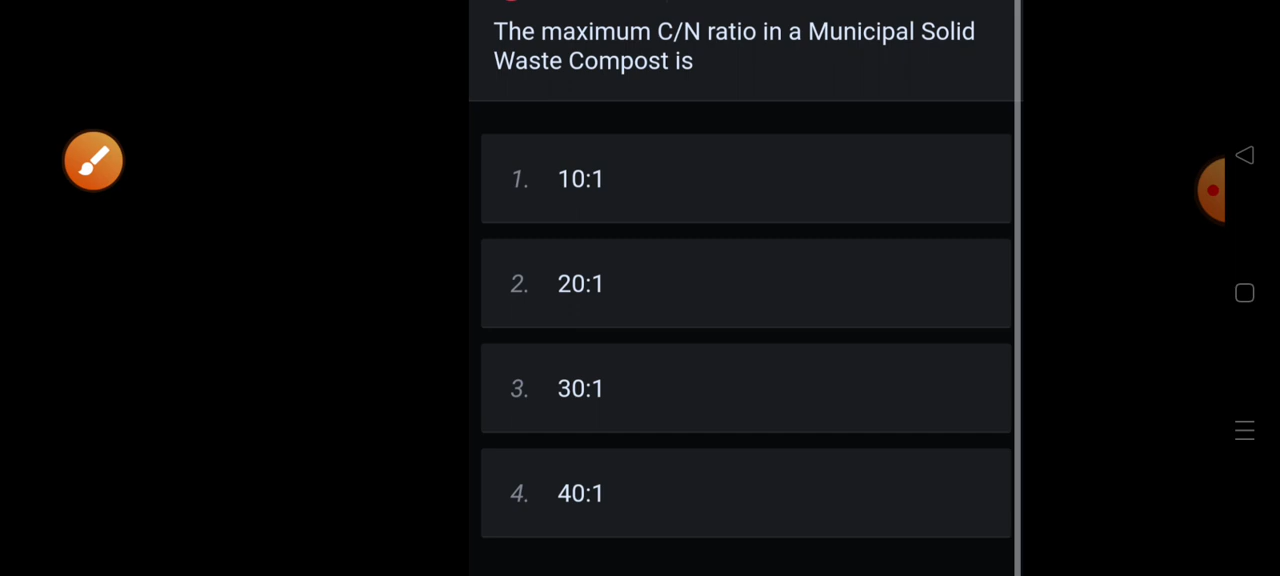 The maximum C/N ratio in a Municipal Solid
Waste Compost is
1. 10:1
2. 20:1
3. 30:1
4. 40:1